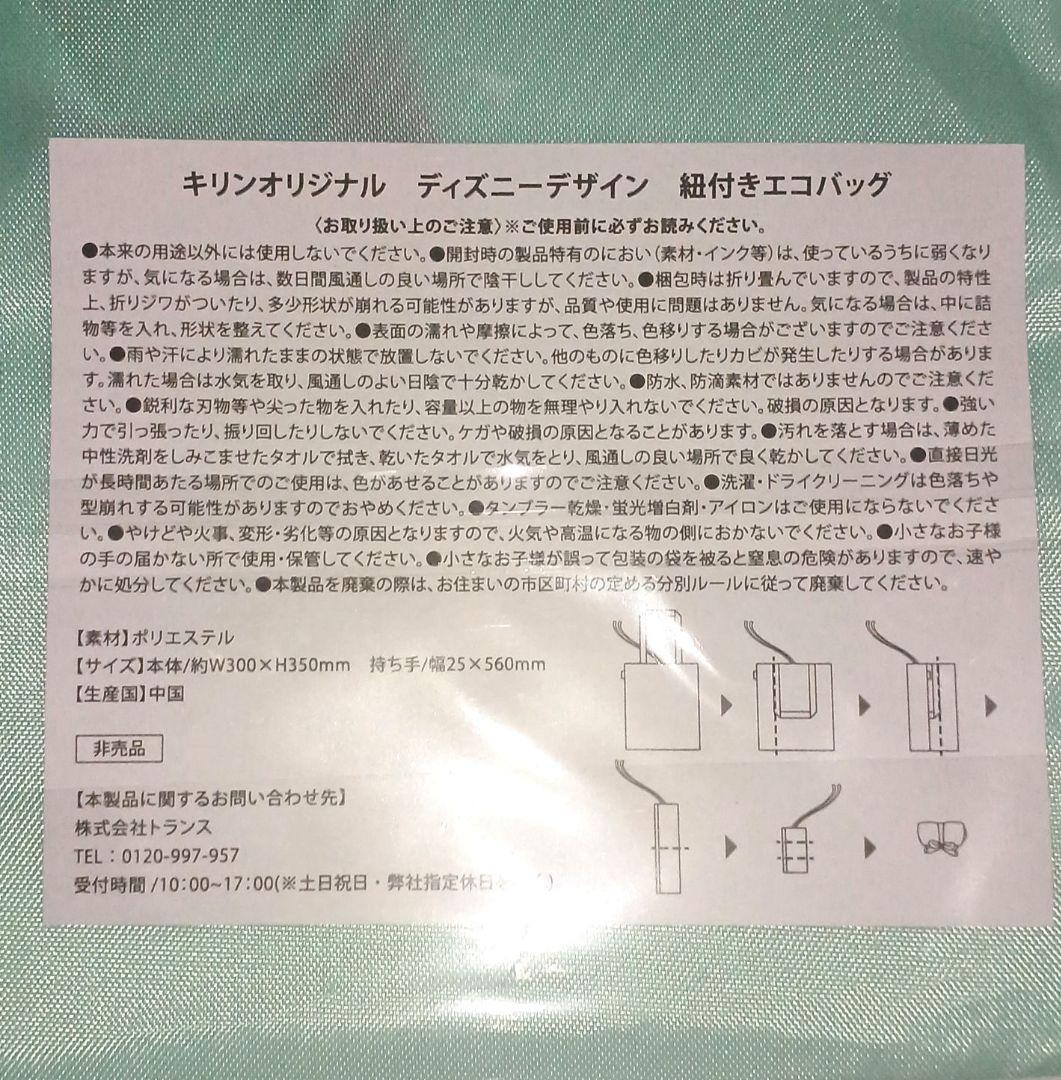 キリンオリジナル　ディズニーデザイン　紐付きエコバッグ
〈お取り扱い上のご注意〉※ご使用前に必ずお読みください。
●本来の用途以外には使用しないでください。●開封時の製品特有のにおい（素材・インク等）は、使っているうちに弱くなり
ますが、気になる場合は、数日間風通しの良い場所で陰干ししてください。●梱包時は折り畳んでいますので、製品の特性
上、折りジワがついたり、多少形状が崩れる可能性がありますが、品質や使用に問題はありません。気になる場合は、中に詰
物等を入れ、形状を整えてください。●表面の濡れや摩擦によって、色落ち、色移りする場合がございますのでご注意くださ
い。●雨や汗により濡れたままの状態で放置しないでください。他のものに色移りしたりカビが発生したりする場合がありま
す。濡れた場合は水気を取り、風通しのよい日陰で十分乾かしてください。●防水、防滴素材ではありませんのでご注意くだ
さい。●鋭利な刃物等や尖った物を入れたり、容量以上の物を無理やり入れないでください。破損の原因となります。●強い
力で引っ張ったり、振り回したりしないでください。ケガや破損の原因となることがあります。●汚れを落とす場合は、薄めた
中性洗剤をしみこませたタオルで拭き、乾いたタオルで水気をとり、風通しの良い場所で良く乾かしてください。●直接日光
が長時間あたる場所でのご使用は、色があせることがありますのでご注意ください。●洗濯・ドライクリーニングは色落ちや
型崩れする可能性がありますのでおやめください。●タンブラー乾燥・蛍光増白剤・アイロンはご使用にならないでくださ
い。●やけどや火事、変形・劣化等の原因となりますので、火気や高温になる物の側におかないでください。●小さなお子様
の手の届かない所で使用・保管してください。●小さなお子様が誤って包装の袋を被ると窒息の危険がありますので、速や
かに処分してください。●本製品を廃棄の際は、お住まいの市区町村の定める分別ルールに従って廃棄してください。
【素材】ポリエステル
【サイズ】本体/約W300×H350mm　持ち手/幅25×560mm
【生産国】中国
非売品
【本製品に関するお問い合わせ先】
株式会社トランス
TEL：0120-997-957
受付時間/10：00~17：00(※土日祝日・弊社指定休日